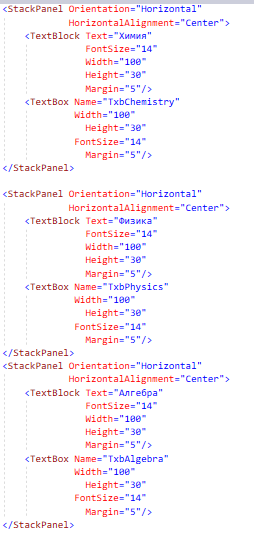 <StackPanel Orientation="Horizontal"
HorizontalAlignment="Center">
<TextBlock Text="Химия"
FontSize="14"
Width="100"
Height="30"
Margin="5"/>
<TextBox Name="TxbChemistry"
Width="100"
Height="30"
FontSize="14"
Margin="5"/>
</StackPanel>
<StackPanel Orientation="Horizontal"
HorizontalAlignment="Center">
<TextBlock Text="Физика"
FontSize="14"
Width="100"
Height="30"
Margin="5"/>
<TextBox Name="TxbPhysics"
Width="100"
Height="30"
FontSize="14"
Margin="5"/>
</StackPanel>
<StackPanel Orientation="Horizontal"
HorizontalAlignment="Center">
<TextBlock Text="Алгебра"
FontSize="14"
Width="100"
Height="30"
Margin="5"/>
<TextBox Name="TxbAlgebra"
Width="100"
Height="30"
FontSize="14"
Margin="5"/>
</StackPanel>